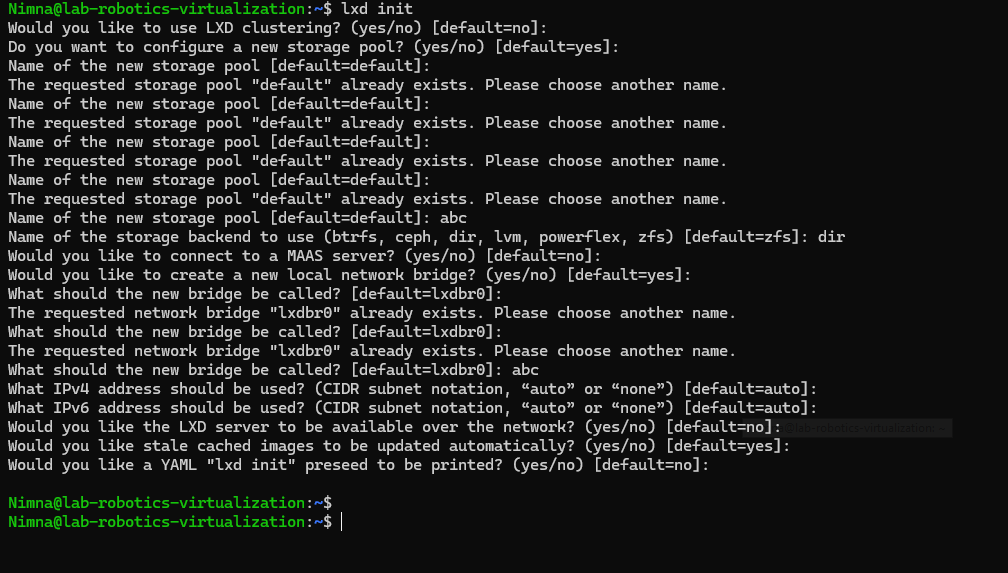 Nimna@lab-robotics-virtualization:~$ lxd init
Would you like to use LXD clustering? (yes/no) [default=no]:
Do you want to configure a new storage pool? (yes/no) [default=yes]:
Name of the new storage pool [default=default]:
The requested storage pool "default" already exists. Please choose another name.
Name of the new storage pool [default=default]:
The requested storage pool "default" already exists. Please choose another name.
Name of the new storage pool [default=default]:
The requested storage pool "default" already exists. Please choose another name.
Name of the new storage pool [default=default]:
The requested storage pool "default" already exists. Please choose another name.
Name of the new storage pool [default=default]: abc
Name of the storage backend to use (btrfs, ceph, dir, lvm, powerflex, zfs) [default=zfs]: dir
Would you like to connect to a MAAS server? (yes/no) [default=no]:
Would you like to create a new local network bridge? (yes/no) [default=yes]:
What should the new bridge be called? [default=lxdbr0]:
The requested network bridge "lxdbr0" already exists. Please choose another name.
What should the new bridge be called? [default=lxdbr0]:
The requested network bridge "lxdbr0" already exists. Please choose another name.
What should the new bridge be called? [default=lxdbr0]: abc
What IPv4 address should be used? (CIDR subnet notation, “auto” or “none”) [default=auto]:
What IPv6 address should be used? (CIDR subnet notation, “auto” or “none”) [default=auto]:
Would you like the LXD server to be available over the network? (yes/no) [default=no]: @lab-robotics-virtualization: ~
Would you like stale cached images to be updated automatically? (yes/no) [default=yes]:
Would you like a YAML "lxd init" preseed to be printed? (yes/no) [default=no]:
Nimna@lab-robotics-virtualization:~$
Nimna@lab-robotics-virtualization:~$